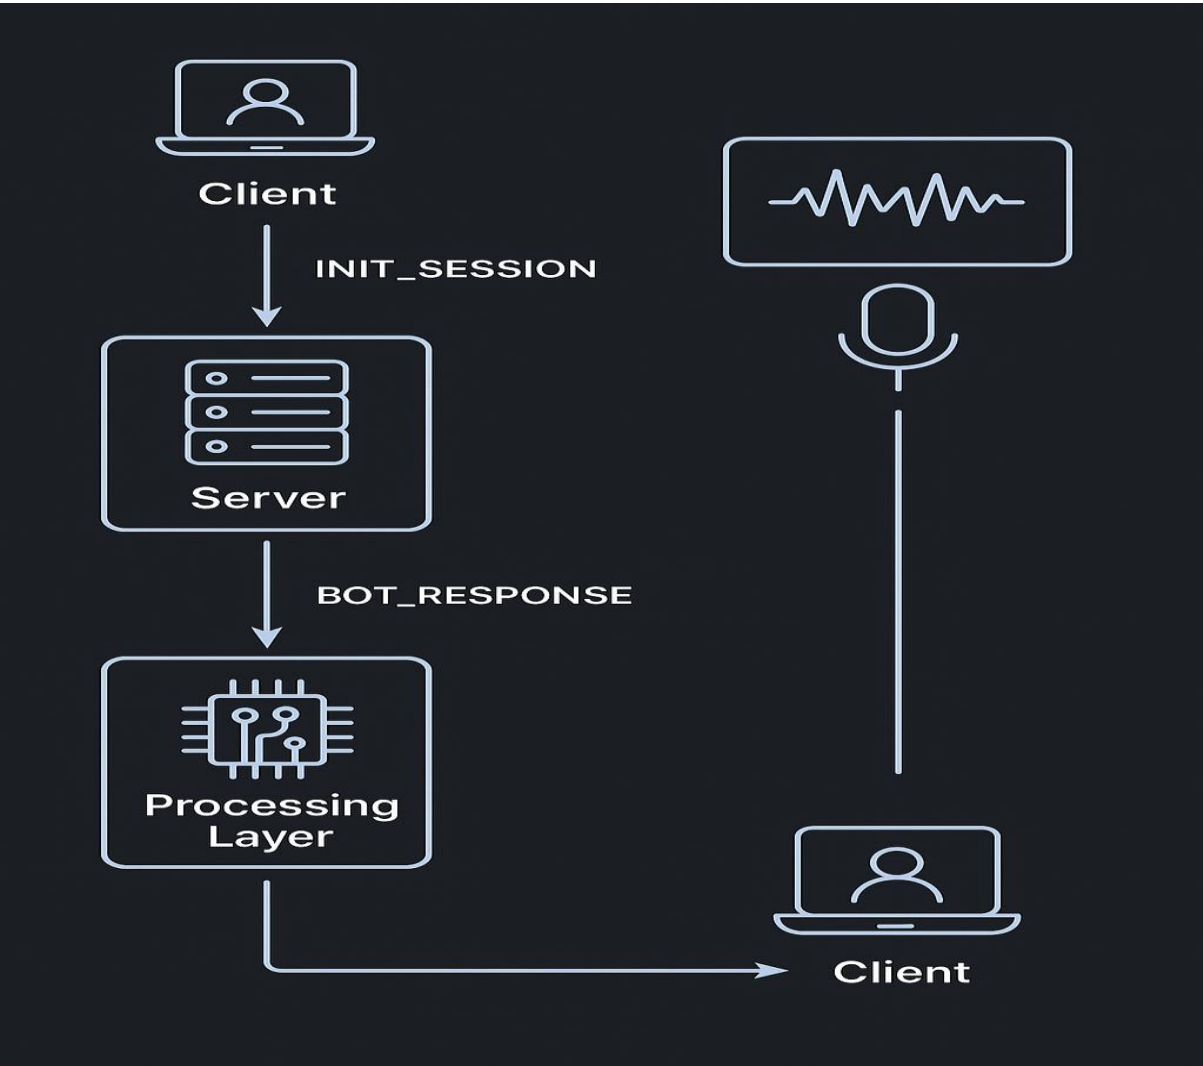 Client
INIT_SESSION
Server
BOT_RESPONSE
Processing
Layer
Client